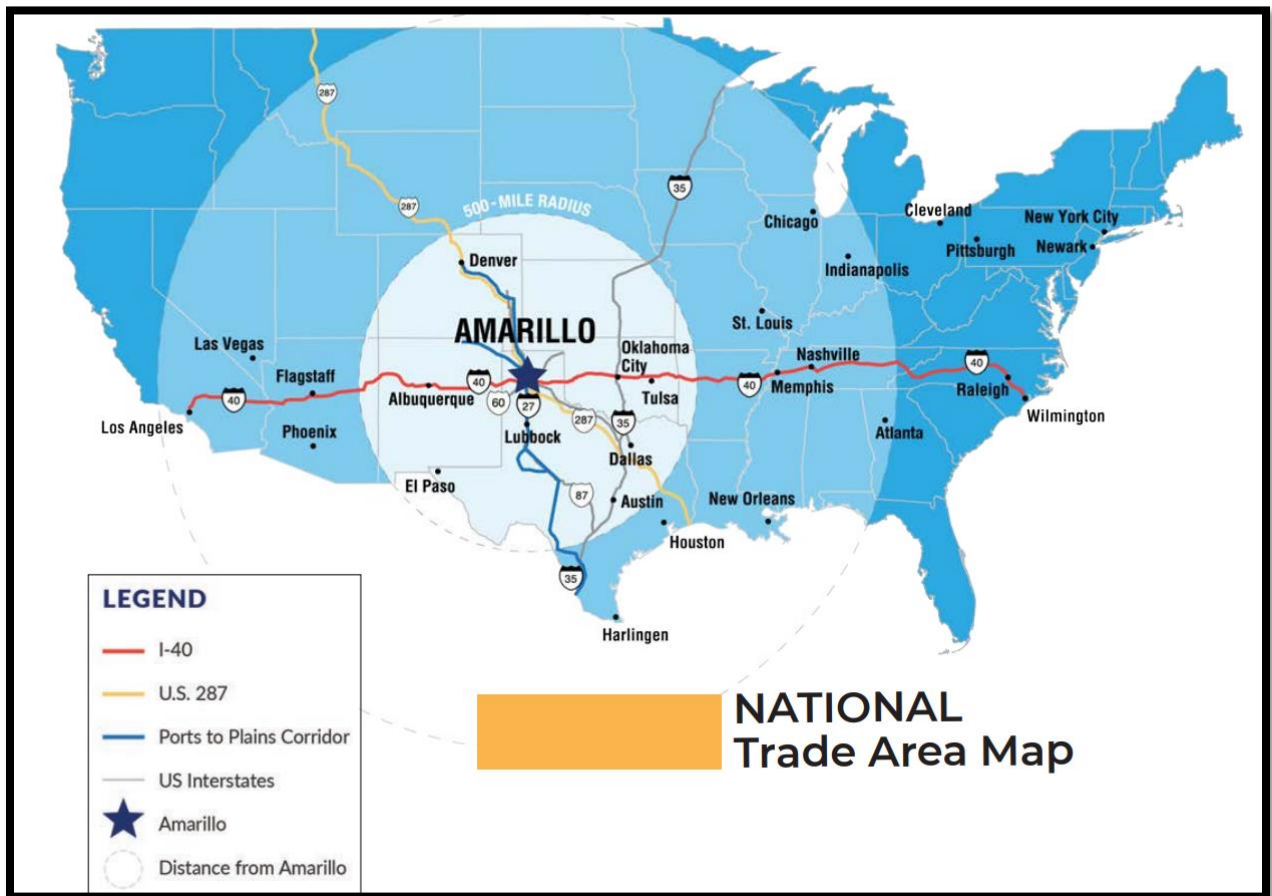 287
35
287
500-MILE RADIUS
Chicago
Cleveland
New York City
Pittsburgh
Newark
Denver
Indianapolis
AMARILLO
St. Louis
Las Vegas
Oklahoma
City
Nashville
Flagstaff
40
40
Albuquerque
40
Memphis
Raleigh
40
60
27
Tulsa
Wilmington
Los Angeles
287
35
Phoenix
Lubbock
Atlanta
Dallas
El Paso
87
Austin
New Orleans
Houston
35
Harlingen
LEGEND
I-40
U.S. 287
Ports to Plains Corridor
US Interstates
Amarillo
Distance from Amarillo
NATIONAL
Trade Area Map